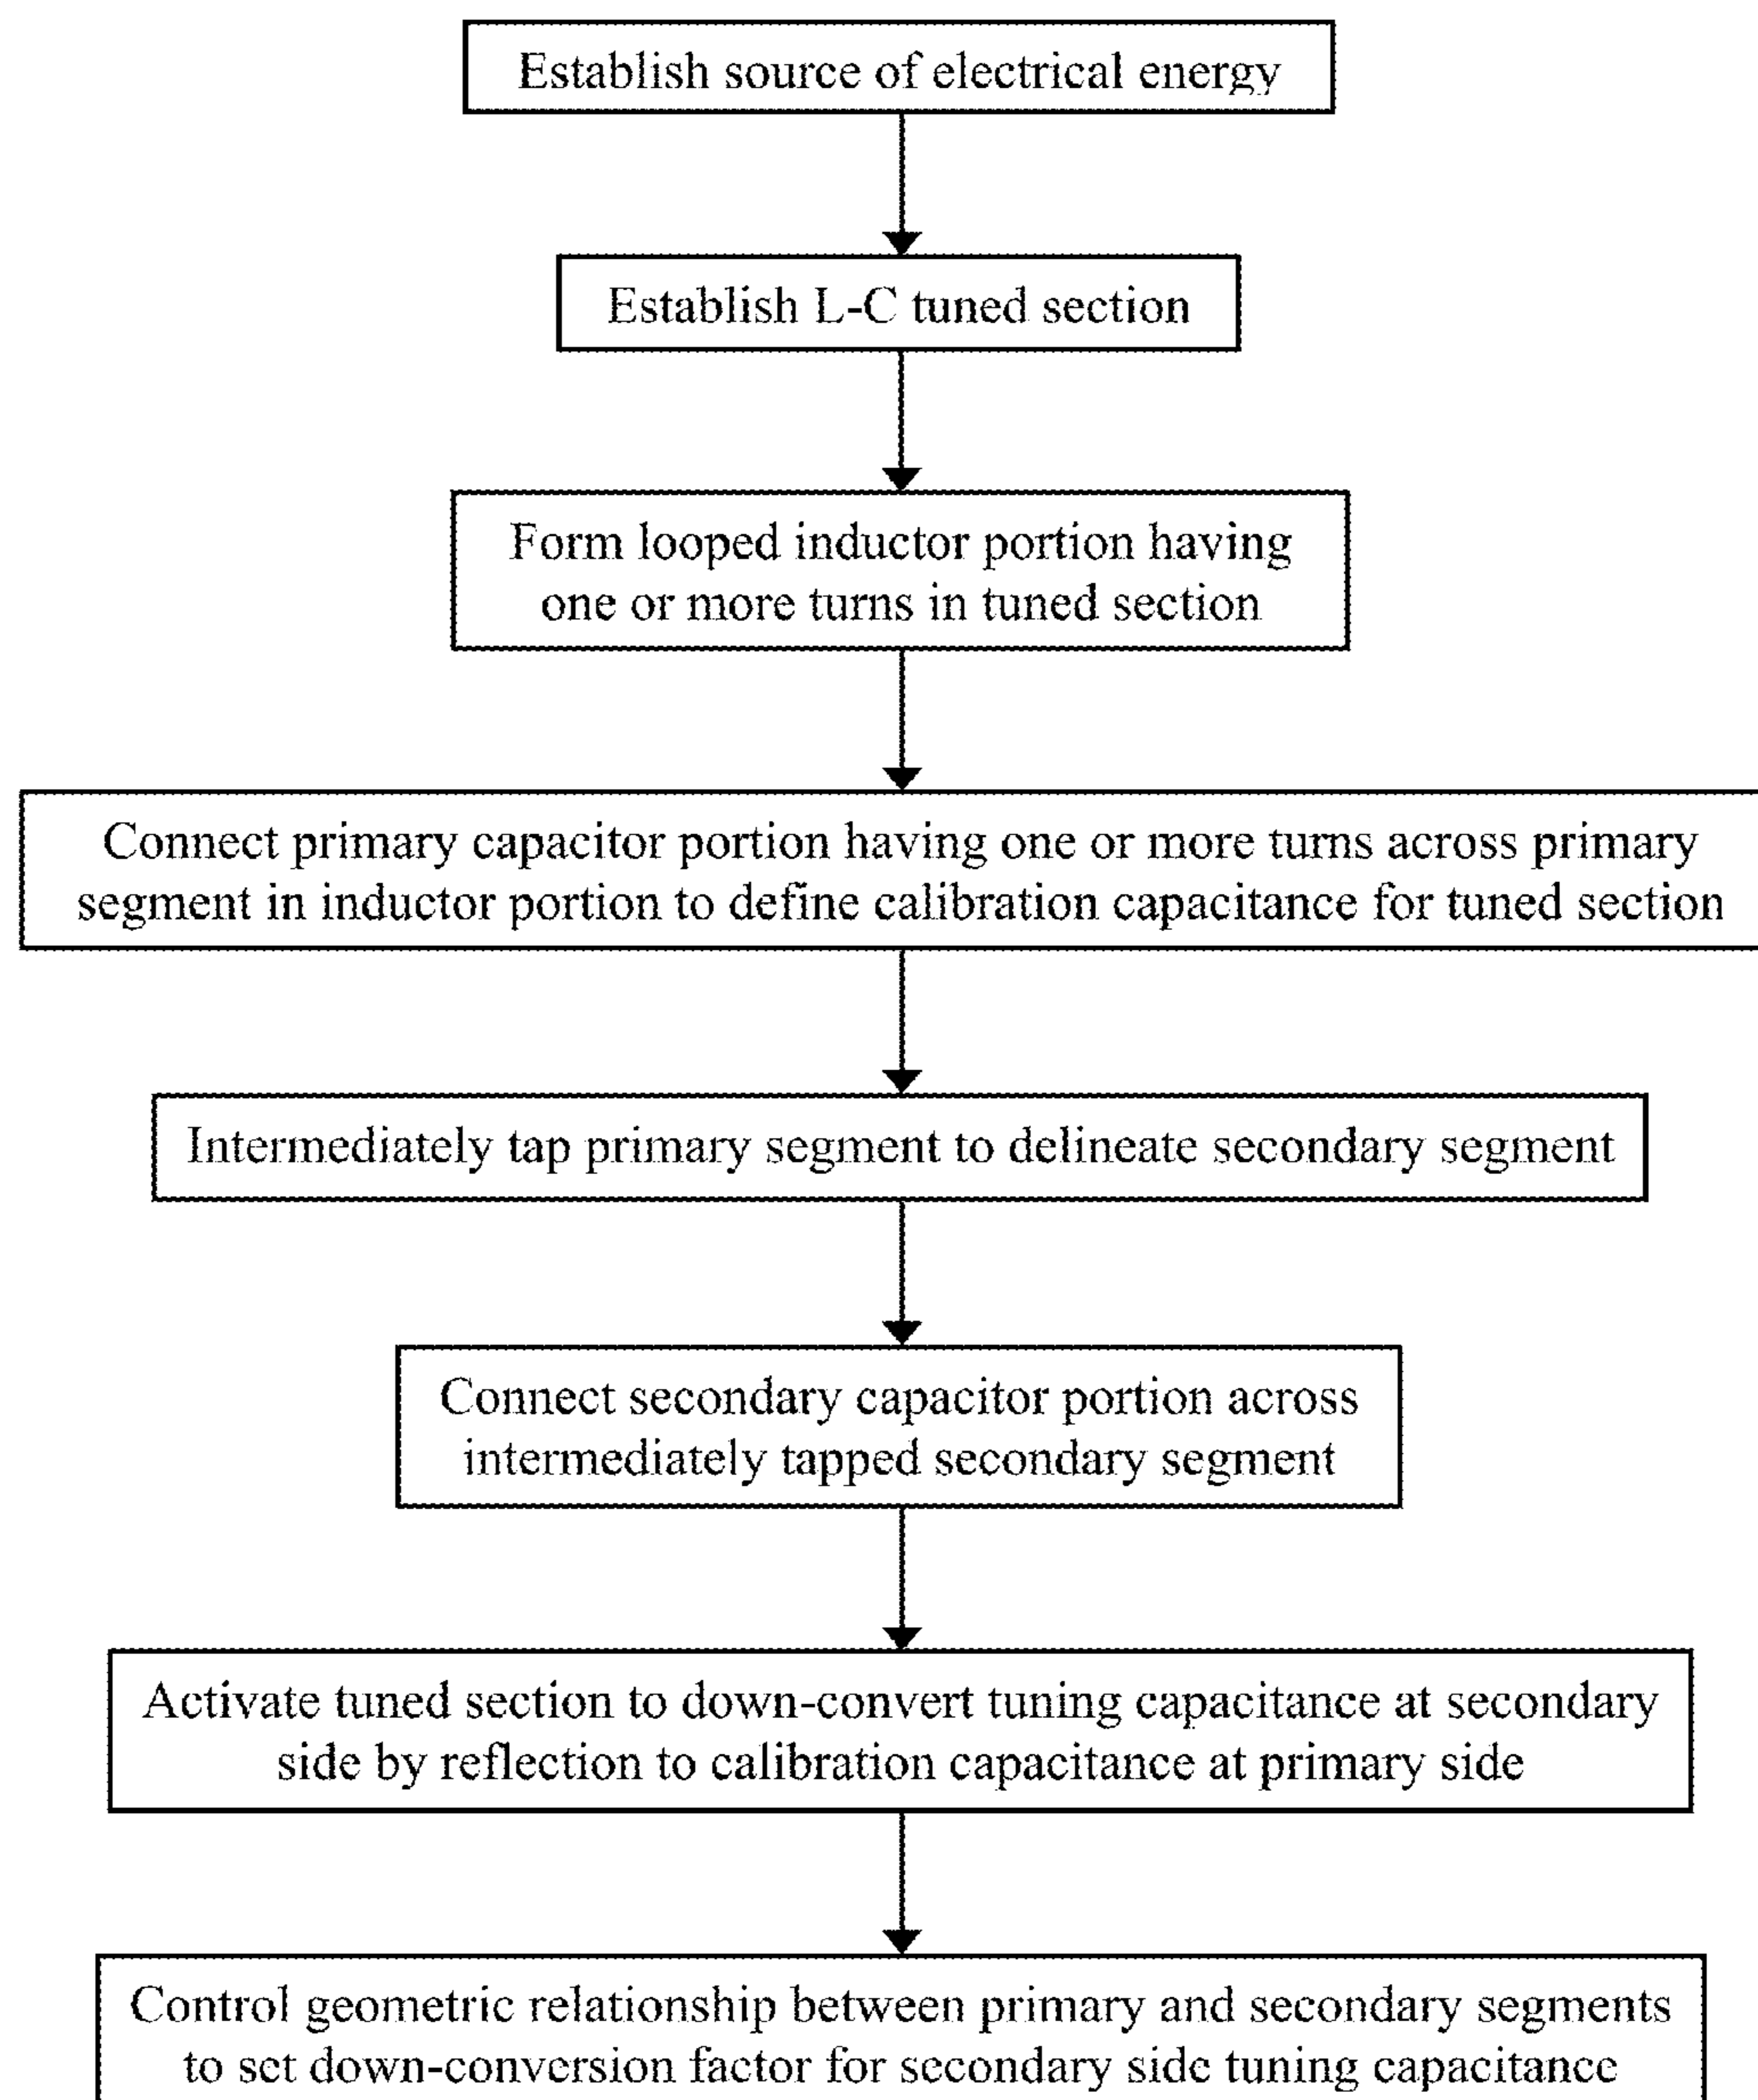 Establish source of electrical energy
Establish L-C tuned section
Form looped inductor portion having
one or more turns in tuned section
Connect primary capacitor portion having one or more turns across primary
segment in inductor portion to define calibration capacitance for tuned section
Intermediately tap primary segment to delineate secondary segment
Connect secondary capacitor portion across
intermediately tapped secondary segment
Activate tuned section to down-convert tuning capacitance at secondary
side by reflection to calibration capacitance at primary side
Control geometric relationship between primary and secondary segments
to set down-conversion factor for secondary side tuning capacitance